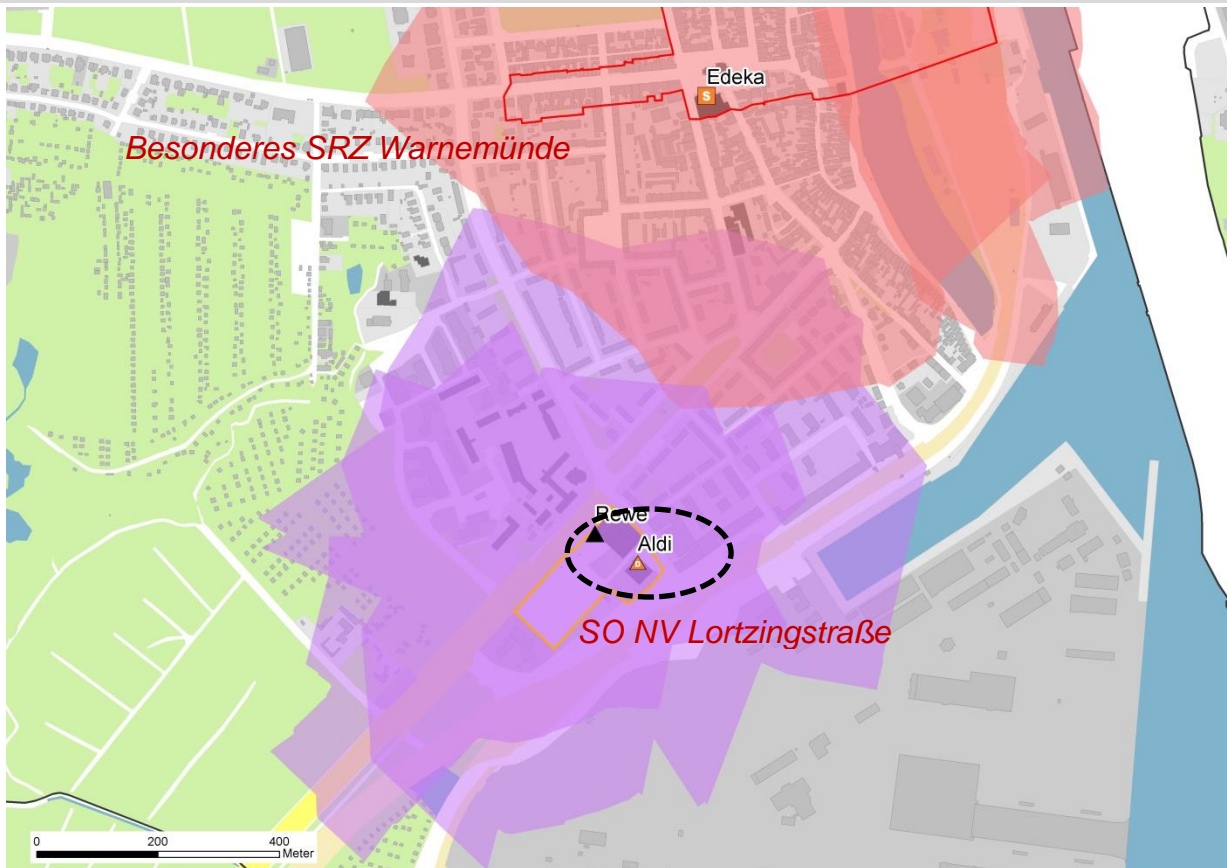 Edeka
S
Besonderes SRZ Warnemünde
Rewe
Aldi
D
SO NV Lortzingstraße
0 200 400
Meter